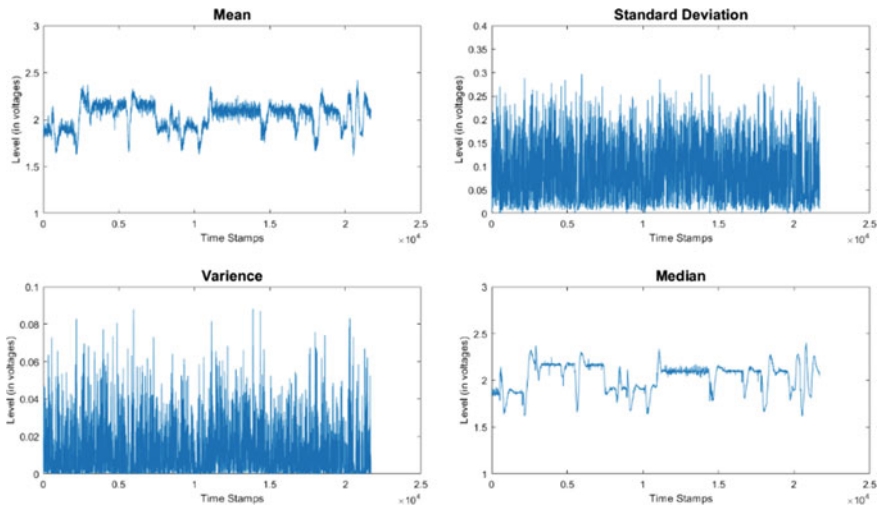 Mean
3
2.5
2
1.5
1
Level (in voltages)
0 0.5 1 1.5 2 2.5
Time Stamps
×10⁴
Standard Deviation
0.4
0.35
0.3
0.25
0.2
0.15
0.1
0.05
0
Level (in voltages)
0 0.5 1 1.5 2 2.5
Time Stamps
×10⁴
Varience
0.1
0.08
0.06
0.04
0.02
0
Level (in voltages)
0 0.5 1 1.5 2 2.5
Time Stamps
×10⁴
Median
3
2.5
2
1.5
1
Level (in voltages)
0 0.5 1 1.5 2 2.5
Time Stamps
×10⁴